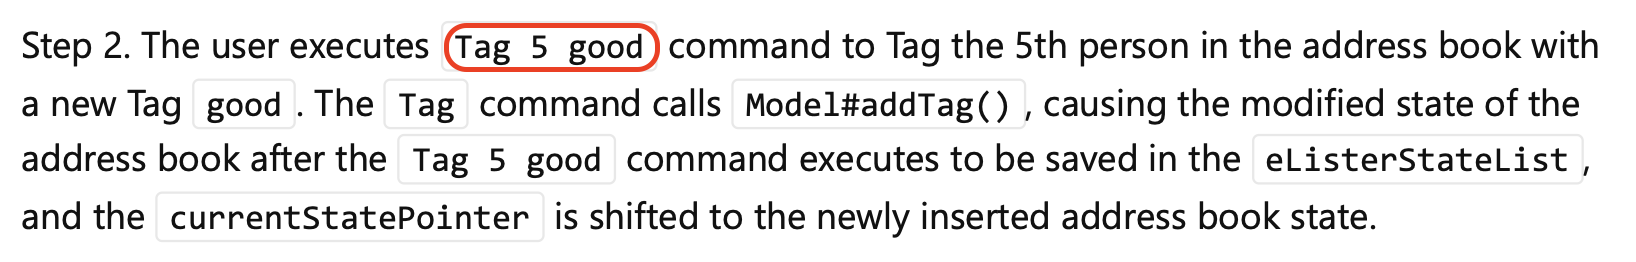 Step 2. The user executes Tag 5 good command to Tag the 5th person in the address book with
a new Tag good. The Tag command calls Model#addTag(), causing the modified state of the
address book after the Tag 5 good command executes to be saved in the eListerStateList,
and the currentStatePointer is shifted to the newly inserted address book state.